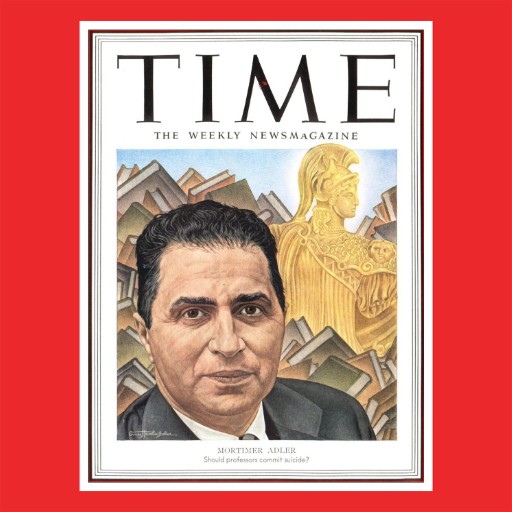 TIME
THE WEEKLY NEWSMAGAZINE
MORTIMER ADLER
Should professors commit suicide?